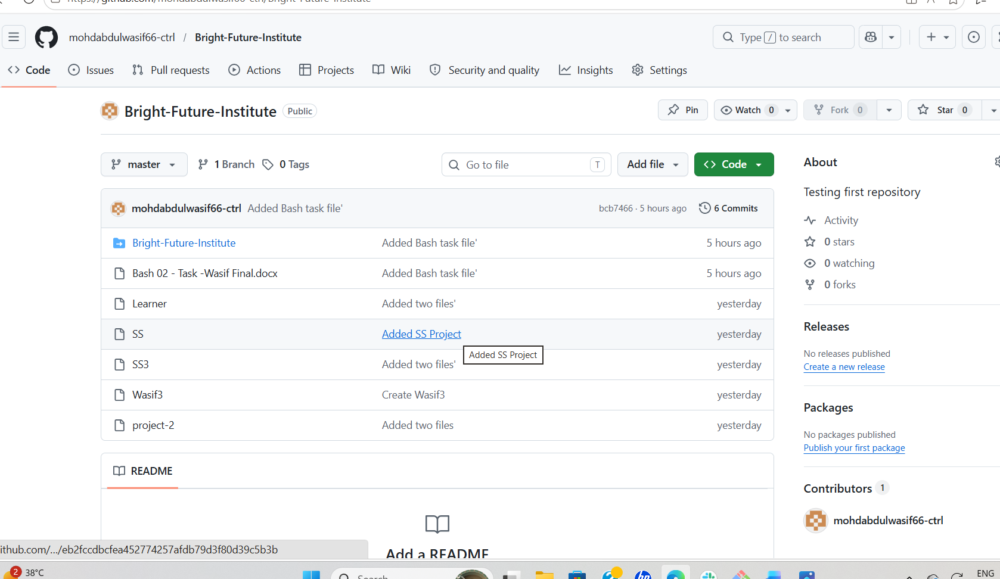 mohdabdulwasif66-ctrl / Bright-Future-Institute
Type / to search
Code
Issues
Pull requests
Actions
Projects
Wiki
Security and quality
Insights
Settings
Bright-Future-Institute Public
Pin
Watch 0
Fork 0
Star 0
master
1 Branch
0 Tags
Go to file T
Add file
Code
mohdabdulwasif66-ctrl Added Bash task file' bcb7466 · 5 hours ago 6 Commits
Bright-Future-Institute Added Bash task file' 5 hours ago
Bash 02 - Task -Wasif Final.docx Added Bash task file' 5 hours ago
Learner Added two files' yesterday
SS Added SS Project yesterday
Added SS Project
SS3 Added two files' yesterday
Wasif3 Create Wasif3 yesterday
project-2 Added two files yesterday
README
Add a README
About
Testing first repository
Activity
0 stars
0 watching
0 forks
Releases
No releases published
Create a new release
Packages
No packages published
Publish your first package
Contributors 1
mohdabdulwasif66-ctrl
ithub.com/.../eb2fccdbcfea452774257afdb79d3f80d39c5b3b
2
38°C
Search
hp
ENG